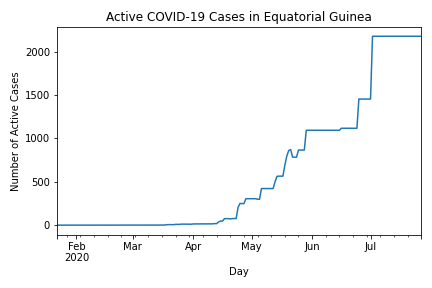 Active COVID-19 Cases in Equatorial Guinea
Number of Active Cases
2000
1500
1000
500
0
Feb
2020
Mar
Apr
May
Jun
Jul
Day